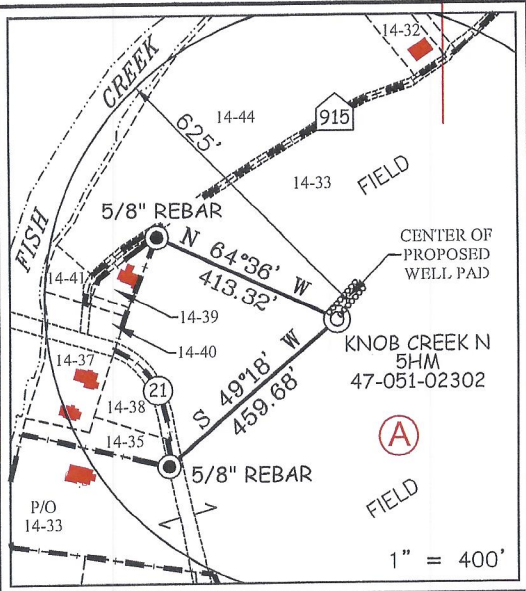 14-32
CREEK
14-44
625'
915
14-33
FIELD
5/8" REBAR
FISH
N 64°36' W
413.32'
CENTER OF
PROPOSED
WELL PAD
14-41
14-39
14-40
KNOB CREEK N
5HM
47-051-02302
S 49°18' W
459.68'
14-37
21
14-38
A
14-35
5/8" REBAR
P/O
14-33
FIELD
1" = 400'